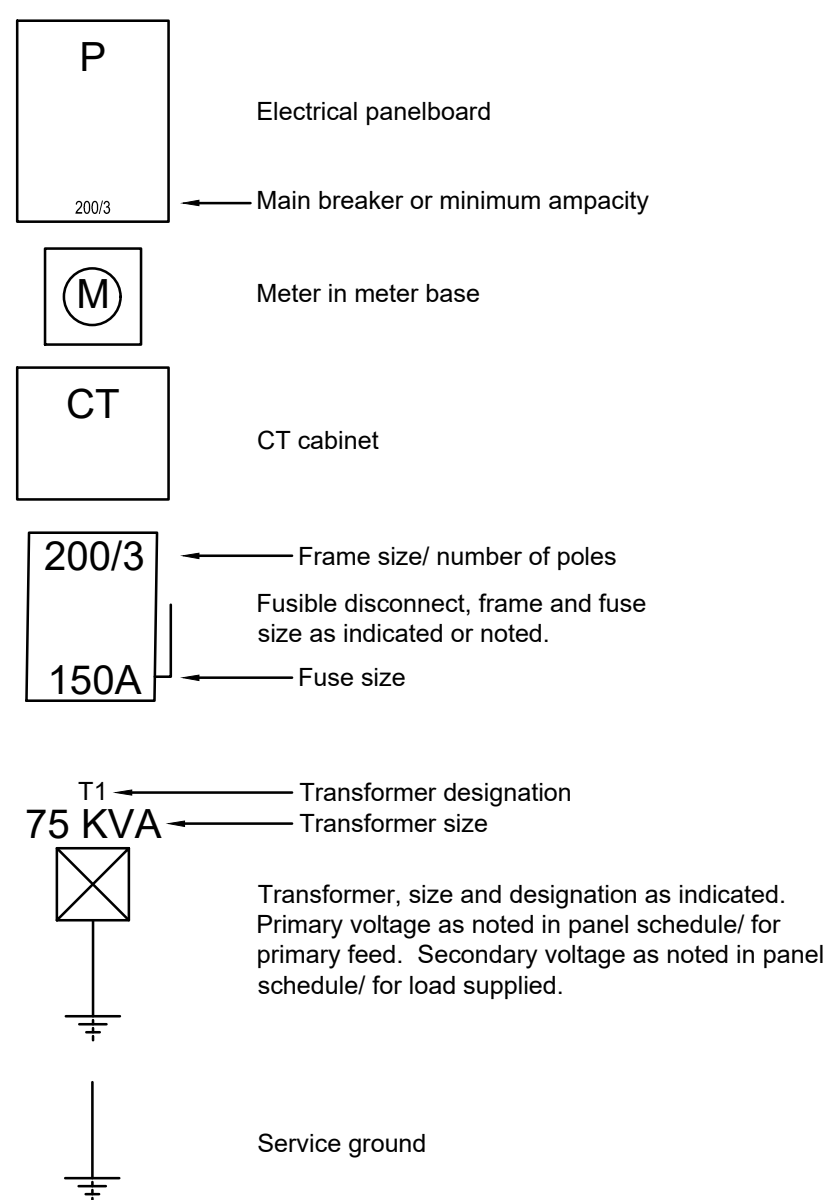 P
Electrical panelboard
200/3
Main breaker or minimum ampacity
M
Meter in meter base
CT
CT cabinet
200/3
Frame size/ number of poles
Fusible disconnect, frame and fuse
size as indicated or noted.
150A
Fuse size
T1
Transformer designation
75 KVA
Transformer size
Transformer, size and designation as indicated.
Primary voltage as noted in panel schedule/ for
primary feed.  Secondary voltage as noted in panel
schedule/ for load supplied.
Service ground